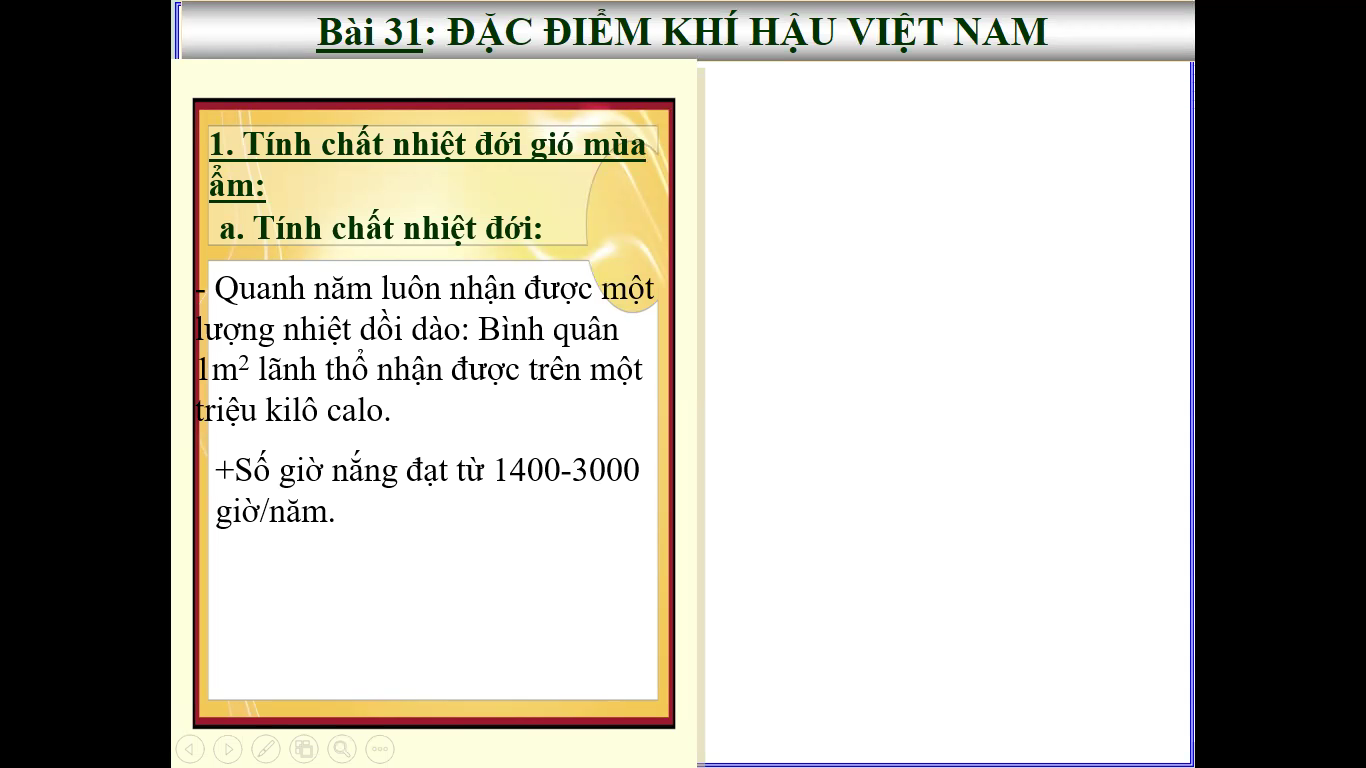 Bài 31: ĐẶC ĐIỂM KHÍ HẬU VIỆT NAM
1. Tính chất nhiệt đới gió mùa
ẩm:
a. Tính chất nhiệt đới:
- Quanh năm luôn nhận được một
lượng nhiệt dồi dào: Bình quân
1m² lãnh thổ nhận được trên một
triệu kilô calo.
+Số giờ nắng đạt từ 1400-3000
giờ/năm.